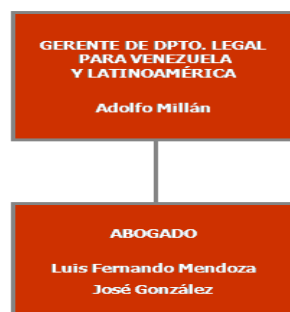 GERENTE DE DPTO. LEGAL
PARA VENEZUELA
Y LATINOAMÉRICA
Adolfo Millán
ABOGADO
Luis Fernando Mendoza
José González